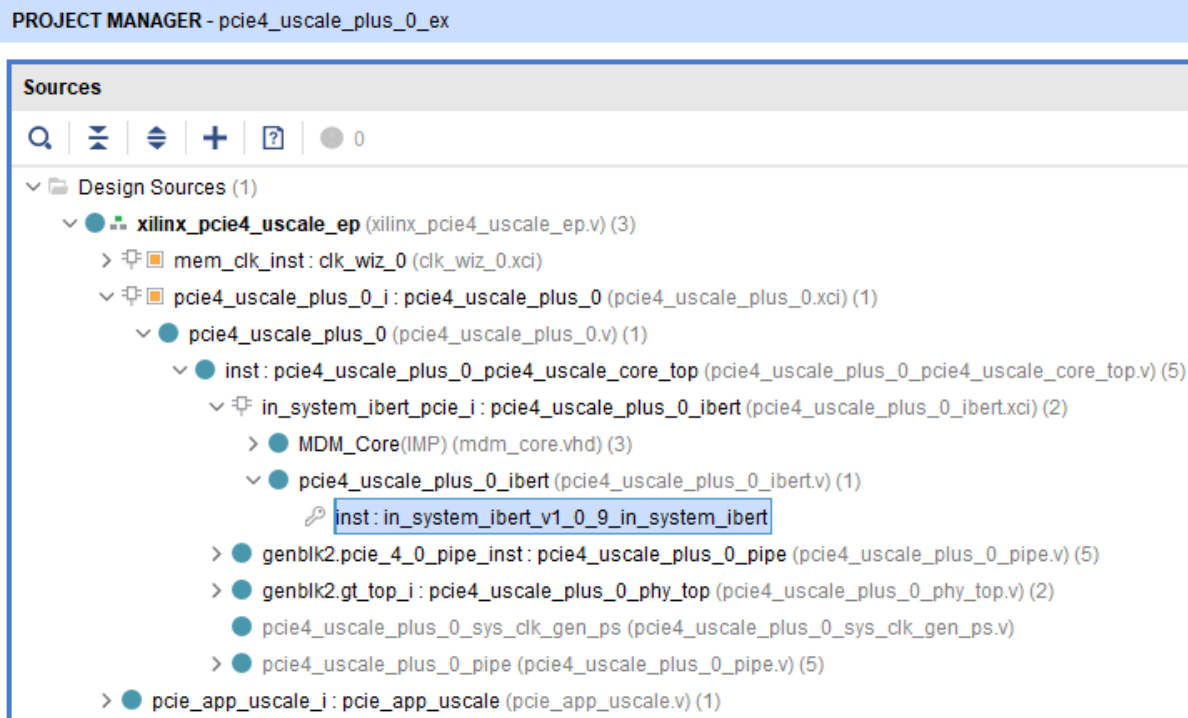 PROJECT MANAGER - pcie4_uscale_plus_0_ex
Sources
0
Design Sources (1)
xilinx_pcie4_uscale_ep (xilinx_pcie4_uscale_ep.v) (3)
mem_clk_inst : clk_wiz_0 (clk_wiz_0.xci)
pcie4_uscale_plus_0_i : pcie4_uscale_plus_0 (pcie4_uscale_plus_0.xci) (1)
pcie4_uscale_plus_0 (pcie4_uscale_plus_0.v) (1)
inst : pcie4_uscale_plus_0_pcie4_uscale_core_top (pcie4_uscale_plus_0_pcie4_uscale_core_top.v) (5)
in_system_ibert_pcie_i : pcie4_uscale_plus_0_ibert (pcie4_uscale_plus_0_ibert.xci) (2)
MDM_Core(IMP) (mdm_core.vhd) (3)
pcie4_uscale_plus_0_ibert (pcie4_uscale_plus_0_ibert.v) (1)
inst : in_system_ibert_v1_0_9_in_system_ibert
genblk2.pcie_4_0_pipe_inst : pcie4_uscale_plus_0_pipe (pcie4_uscale_plus_0_pipe.v) (5)
genblk2.gt_top_i : pcie4_uscale_plus_0_phy_top (pcie4_uscale_plus_0_phy_top.v) (2)
pcie4_uscale_plus_0_sys_clk_gen_ps (pcie4_uscale_plus_0_sys_clk_gen_ps.v)
pcie4_uscale_plus_0_pipe (pcie4_uscale_plus_0_pipe.v) (5)
pcie_app_uscale_i : pcie_app_uscale (pcie_app_uscale.v) (1)